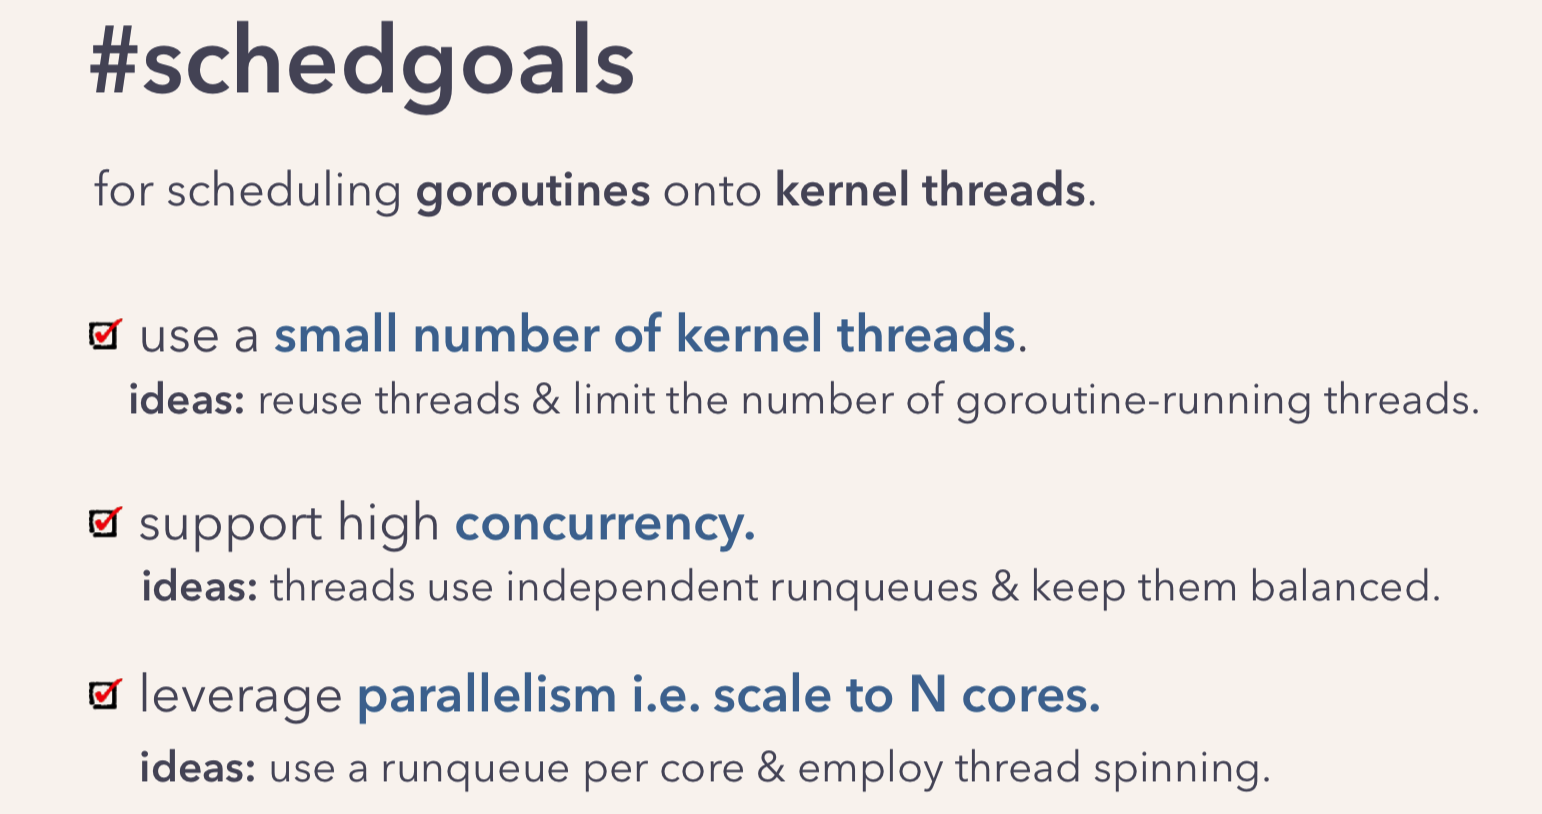 #schedgoals
for scheduling goroutines onto kernel threads.
use a small number of kernel threads.
ideas: reuse threads & limit the number of goroutine-running threads.
support high concurrency.
ideas: threads use independent runqueues & keep them balanced.
leverage parallelism i.e. scale to N cores.
ideas: use a runqueue per core & employ thread spinning.